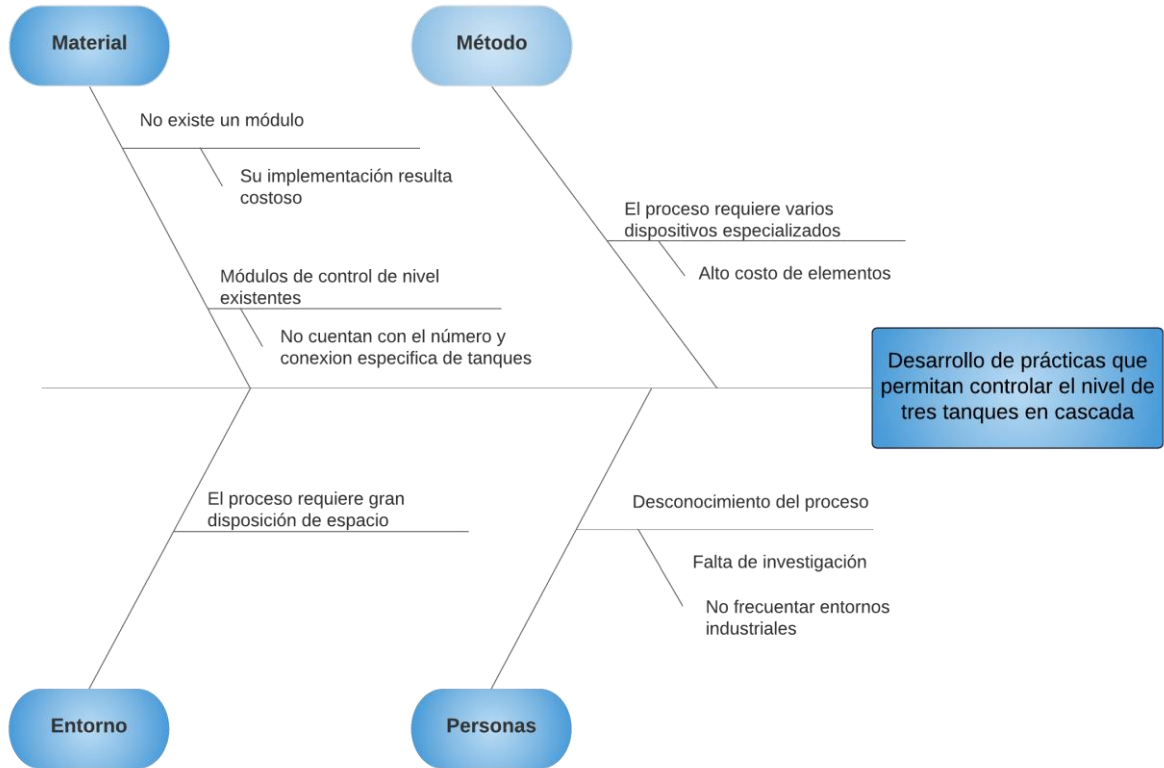 Material
Método
No existe un módulo
Su implementación resulta
costoso
El proceso requiere varios
dispositivos especializados
Alto costo de elementos
Módulos de control de nivel
existentes
No cuentan con el número y
conexion especifica de tanques
Desarrollo de prácticas que
permitan controlar el nivel de
tres tanques en cascada
El proceso requiere gran
disposición de espacio
Desconocimiento del proceso
Falta de investigación
No frecuentar entornos
industriales
Entorno
Personas